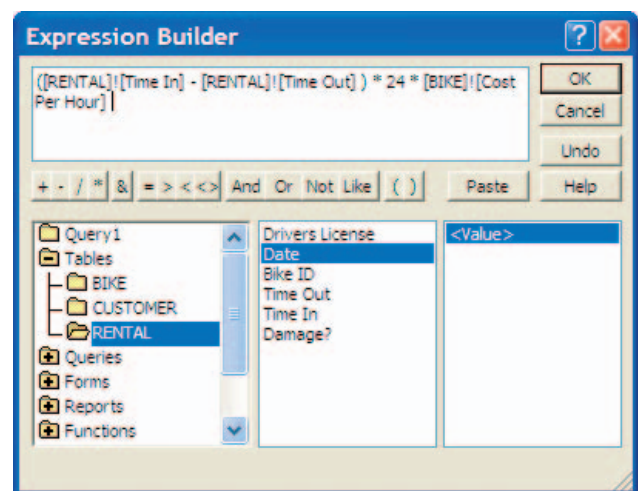 Expression Builder
([RENTAL]![Time In] - [RENTAL]![Time Out] ) * 24 * [BIKE]![Cost
Per Hour]
OK
Cancel
Undo
+ - / * & = > < <> And Or Not Like ( ) Paste Help
Query1
Tables
BIKE
CUSTOMER
RENTAL
Queries
Forms
Reports
Functions
Drivers License
Date
Bike ID
Time Out
Time In
Damage?
<Value>